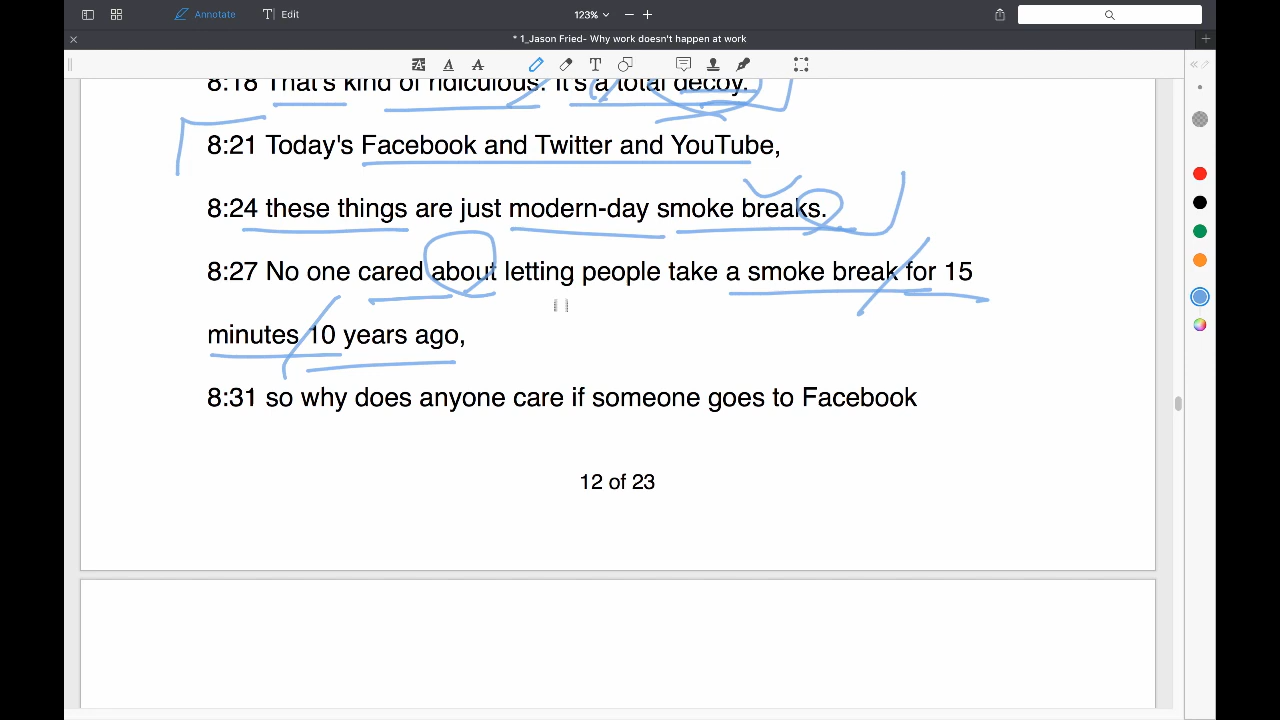 Annotate
Edit
123%
* 1_Jason Fried- Why work doesn't happen at work
8:18 That's kind of ridiculous. It's a total decoy.
8:21 Today's Facebook and Twitter and YouTube,
8:24 these things are just modern-day smoke breaks.
8:27 No one cared about letting people take a smoke break for 15
minutes 10 years ago,
8:31 so why does anyone care if someone goes to Facebook
12 of 23